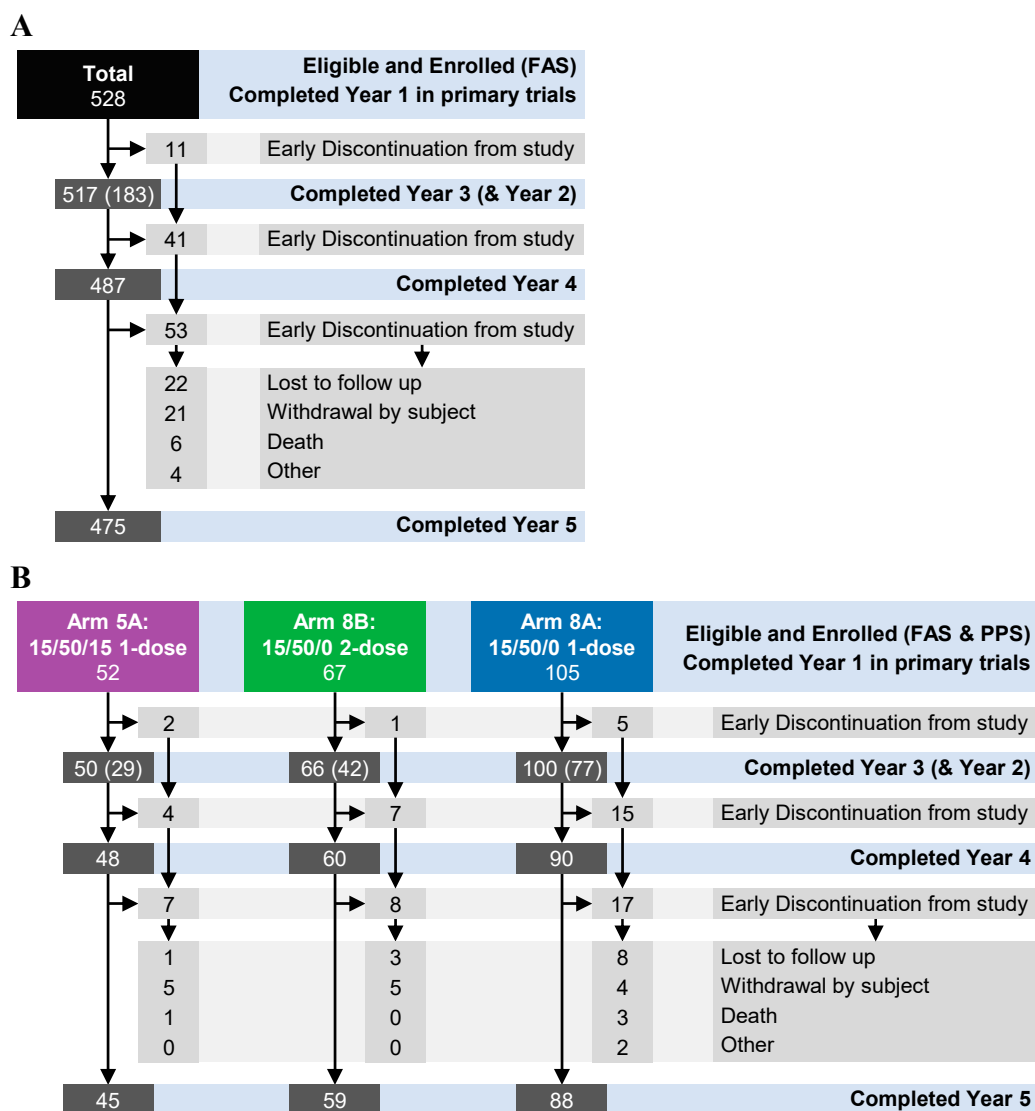 A
Total
528
Eligible and Enrolled (FAS)
Completed Year 1 in primary trials
11 Early Discontinuation from study
517 (183) Completed Year 3 (& Year 2)
41 Early Discontinuation from study
487 Completed Year 4
53 Early Discontinuation from study
22 Lost to follow up
21 Withdrawal by subject
6 Death
4 Other
475 Completed Year 5
B
Arm 5A:
15/50/15 1-dose
52
Arm 8B:
15/50/0 2-dose
67
Arm 8A:
15/50/0 1-dose
105
Eligible and Enrolled (FAS & PPS)
Completed Year 1 in primary trials
2 1 5 Early Discontinuation from study
50 (29) 66 (42) 100 (77) Completed Year 3 (& Year 2)
4 7 15 Early Discontinuation from study
48 60 90 Completed Year 4
7 8 17 Early Discontinuation from study
1 3 8 Lost to follow up
5 5 4 Withdrawal by subject
1 0 3 Death
0 0 2 Other
45 59 88 Completed Year 5